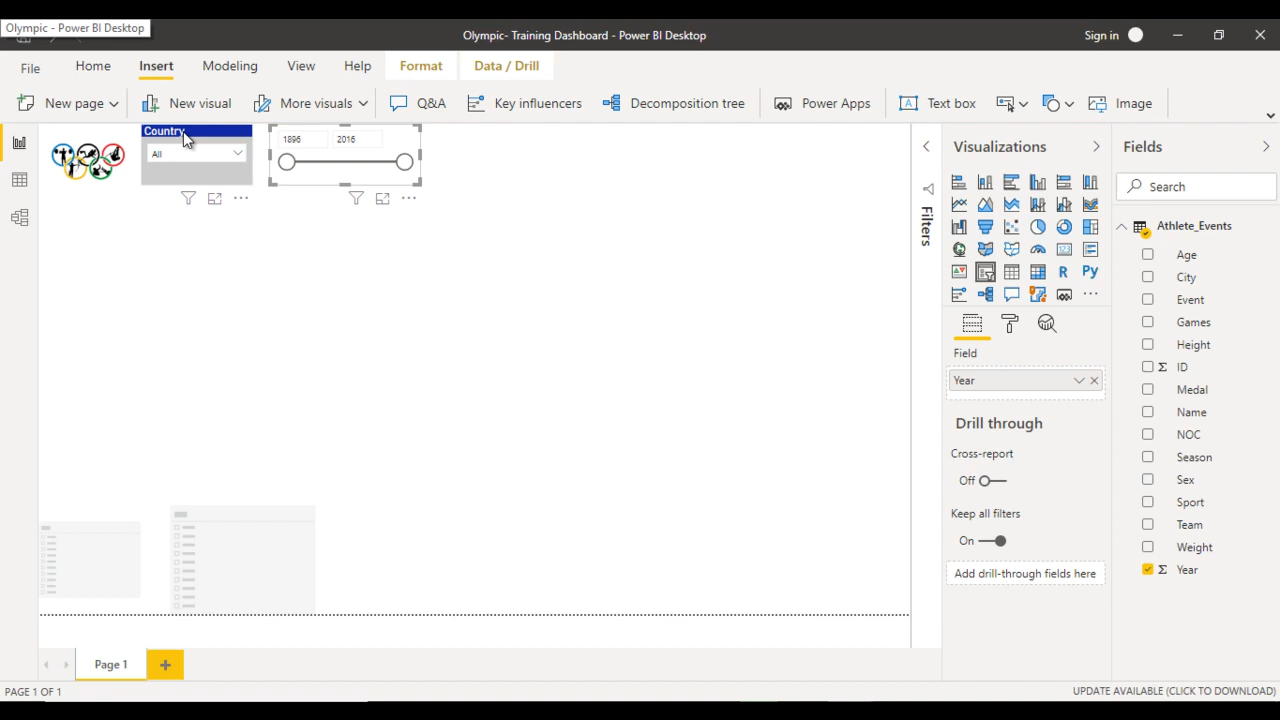 Olympic - Power BI Desktop
Olympic- Training Dashboard - Power BI Desktop
Sign in
File
Home
Insert
Modeling
View
Help
Format
Data / Drill
New page
New visual
More visuals
Q&A
Key influencers
Decomposition tree
Power Apps
Text box
Image
Country
All
1896
2016
Filters
Visualizations
R
Py
Field
Year
Drill through
Cross-report
Off
Keep all filters
On
Add drill-through fields here
Fields
Search
Athlete_Events
Age
City
Event
Games
Height
Σ ID
Medal
Name
NOC
Season
Sex
Sport
Team
Weight
Σ Year
Page 1
PAGE 1 OF 1
UPDATE AVAILABLE (CLICK TO DOWNLOAD)